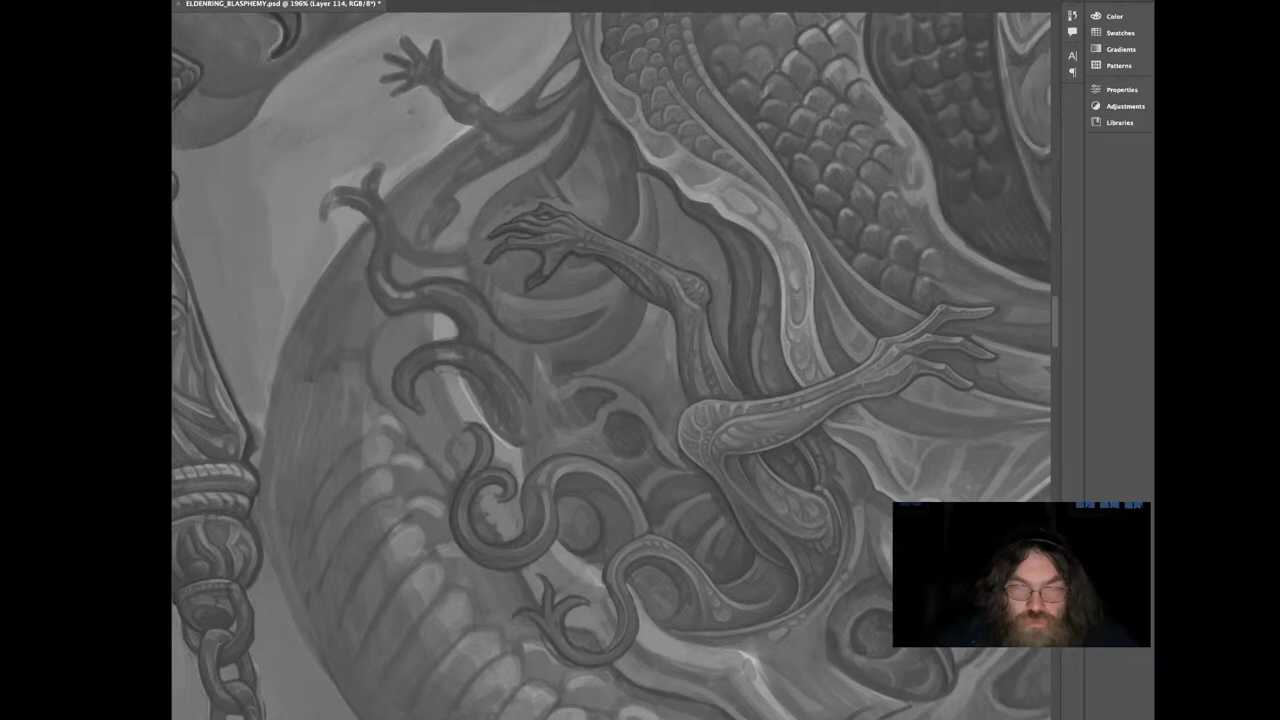 × ELDENRING_BLASPHEMY.psd @ 196% (Layer 114, RGB/8*) *
Color
Swatches
Gradients
Patterns
Properties
Adjustments
Libraries